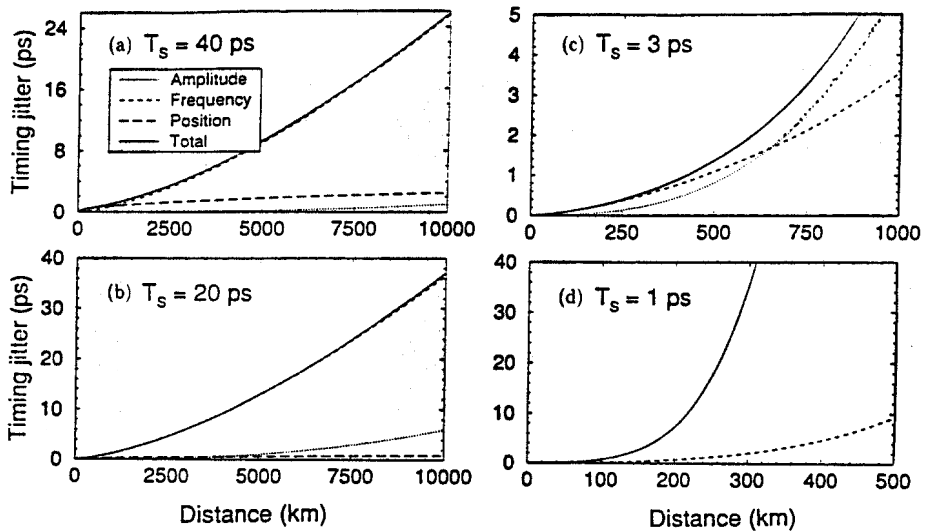 (a) T_s = 40 ps
Amplitude
Frequency
Position
Total
Timing jitter (ps)
24
16
8
0
0 2500 5000 7500 10000
(c) T_s = 3 ps
5
4
3
2
1
0
0 250 500 750 1000
(b) T_s = 20 ps
Timing jitter (ps)
40
30
20
10
0
0 2500 5000 7500 10000
Distance (km)
(d) T_s = 1 ps
40
30
20
10
0
0 100 200 300 400 500
Distance (km)